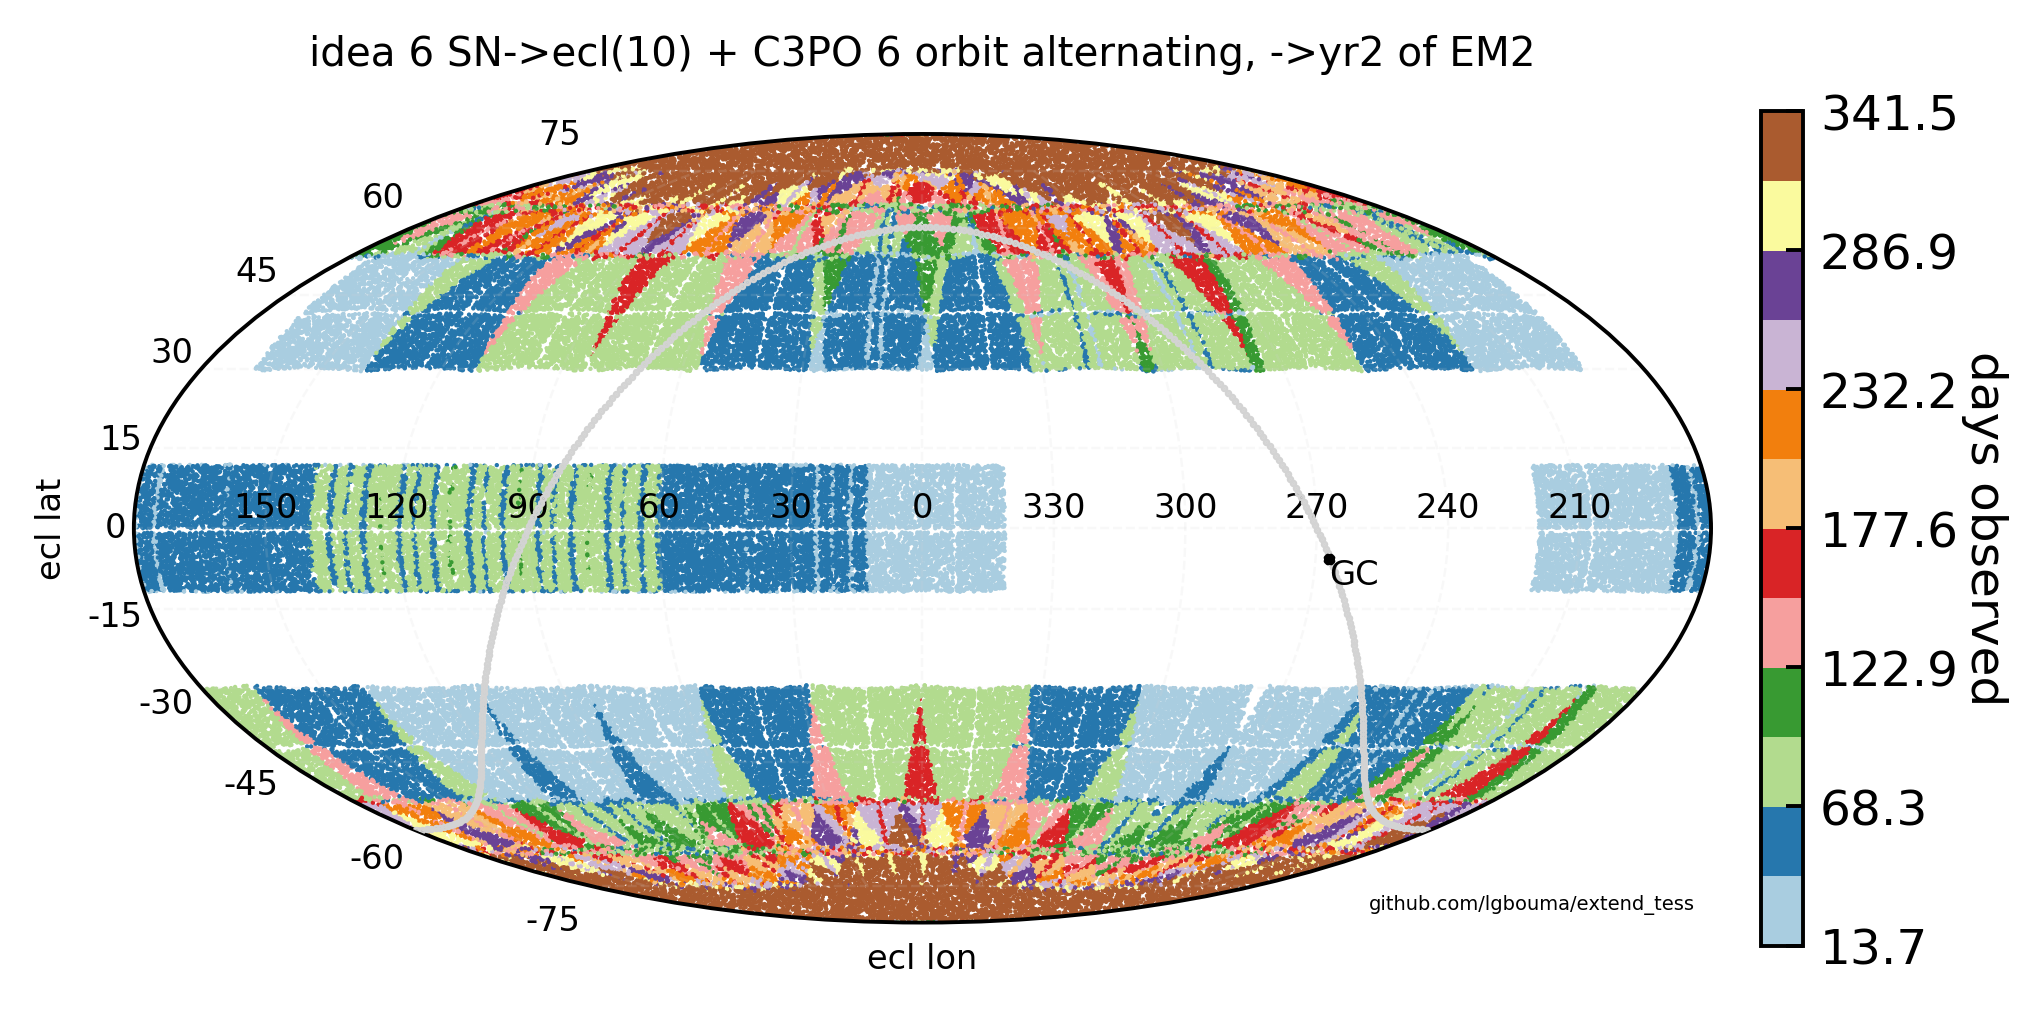 idea 6 SN->ecl(10) + C3PO 6 orbit alternating, ->yr2 of EM2
75
60
45
30
15
0
-15
-30
-45
-60
-75
ecl lat
150 120 90 60 30 0 330 300 270 240 210
GC
github.com/lgbouma/extend_tess
ecl lon
341.5
286.9
232.2
177.6
122.9
68.3
13.7
days observed